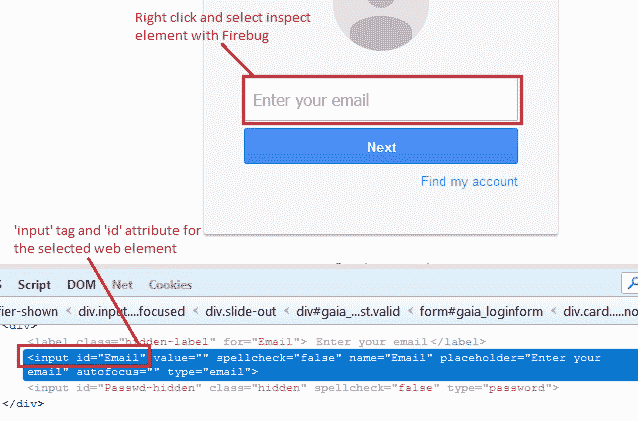 Right click and select inspect
element with Firebug
Enter your email
Next
Find my account
'input' tag and 'id' attribute for
the selected web element
Script DOM Net Cookies
fier-shown < div.input....focused < div.slide-out < div#gaia_...st.valid < form#gaia_loginform < div.card.....no
<div>
<label class="hidden-label" for="Email"> Enter your email</label>
<input id="Email" value="" spellcheck="false" name="Email" placeholder="Enter your
email" autofocus="" type="email">
<input id="Passwd-hidden" class="hidden" spellcheck="false" type="password">
</div>